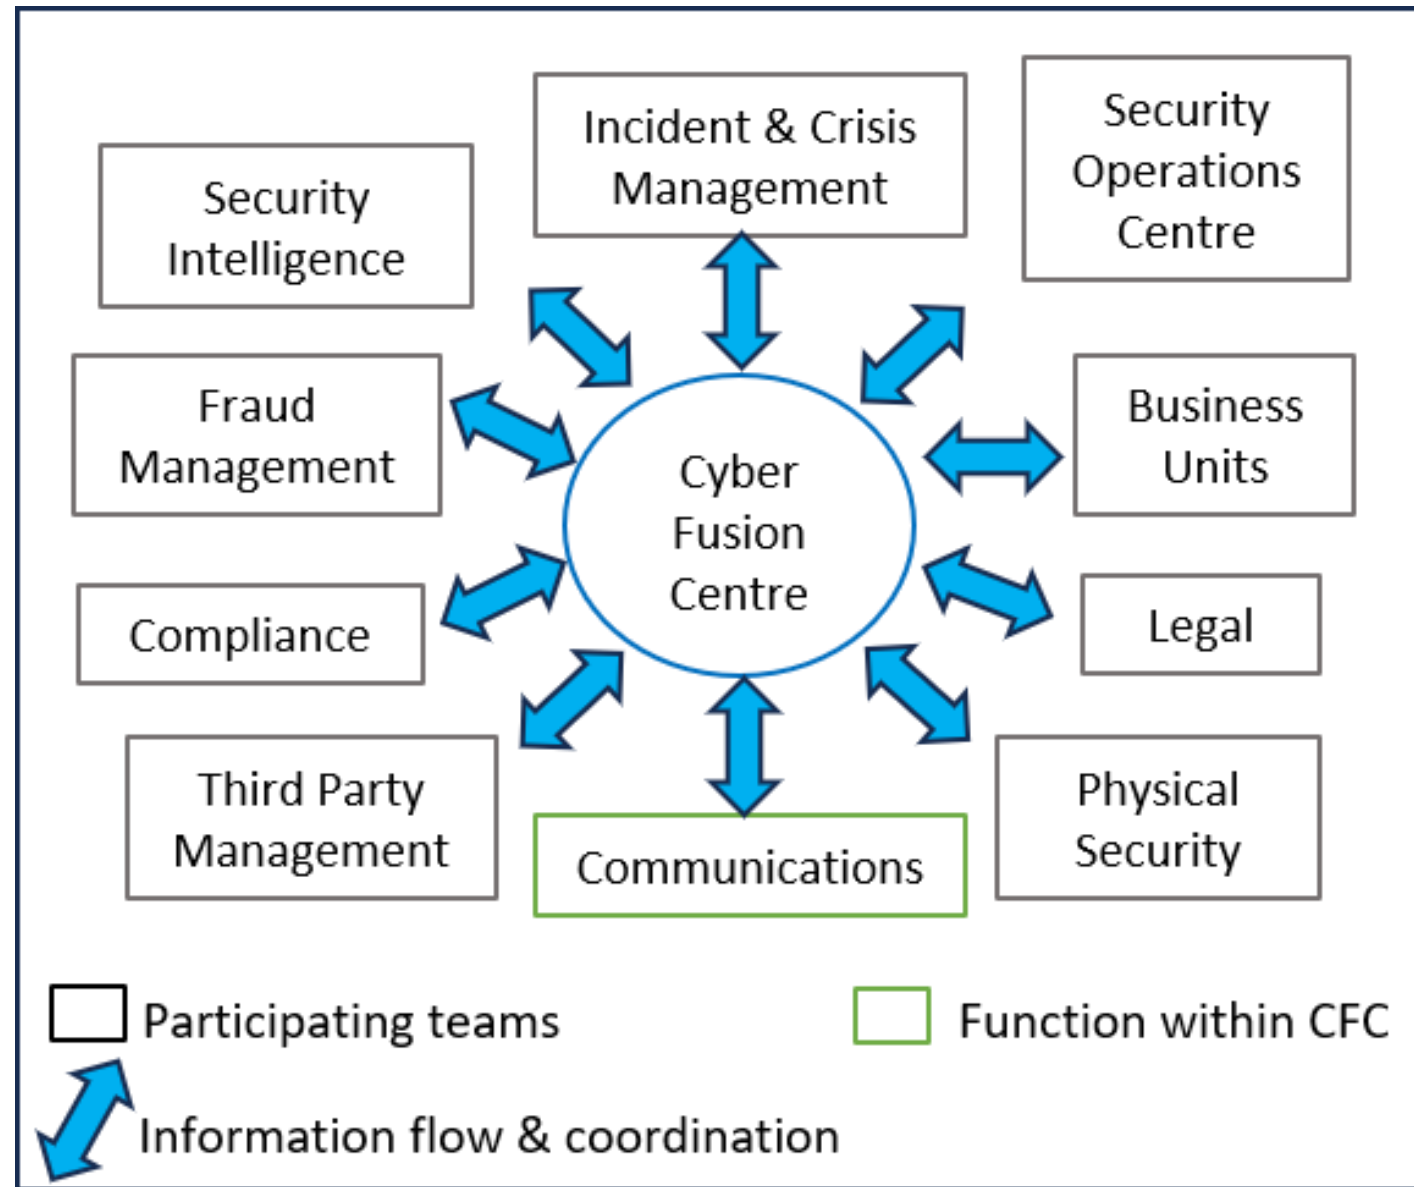 Incident & Crisis
Management
Security
Operations
Centre
Security
Intelligence
Fraud
Management
Business
Units
Cyber
Fusion
Centre
Compliance
Legal
Third Party
Management
Communications
Physical
Security
Participating teams
Function within CFC
Information flow & coordination